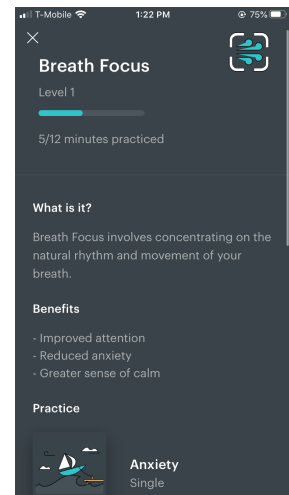 T-Mobile 1:22 PM 75%
Breath Focus
Level 1
5/12 minutes practiced
What is it?
Breath Focus involves concentrating on the
natural rhythm and movement of your
breath.
Benefits
- Improved attention
- Reduced anxiety
- Greater sense of calm
Practice
Anxiety
Single